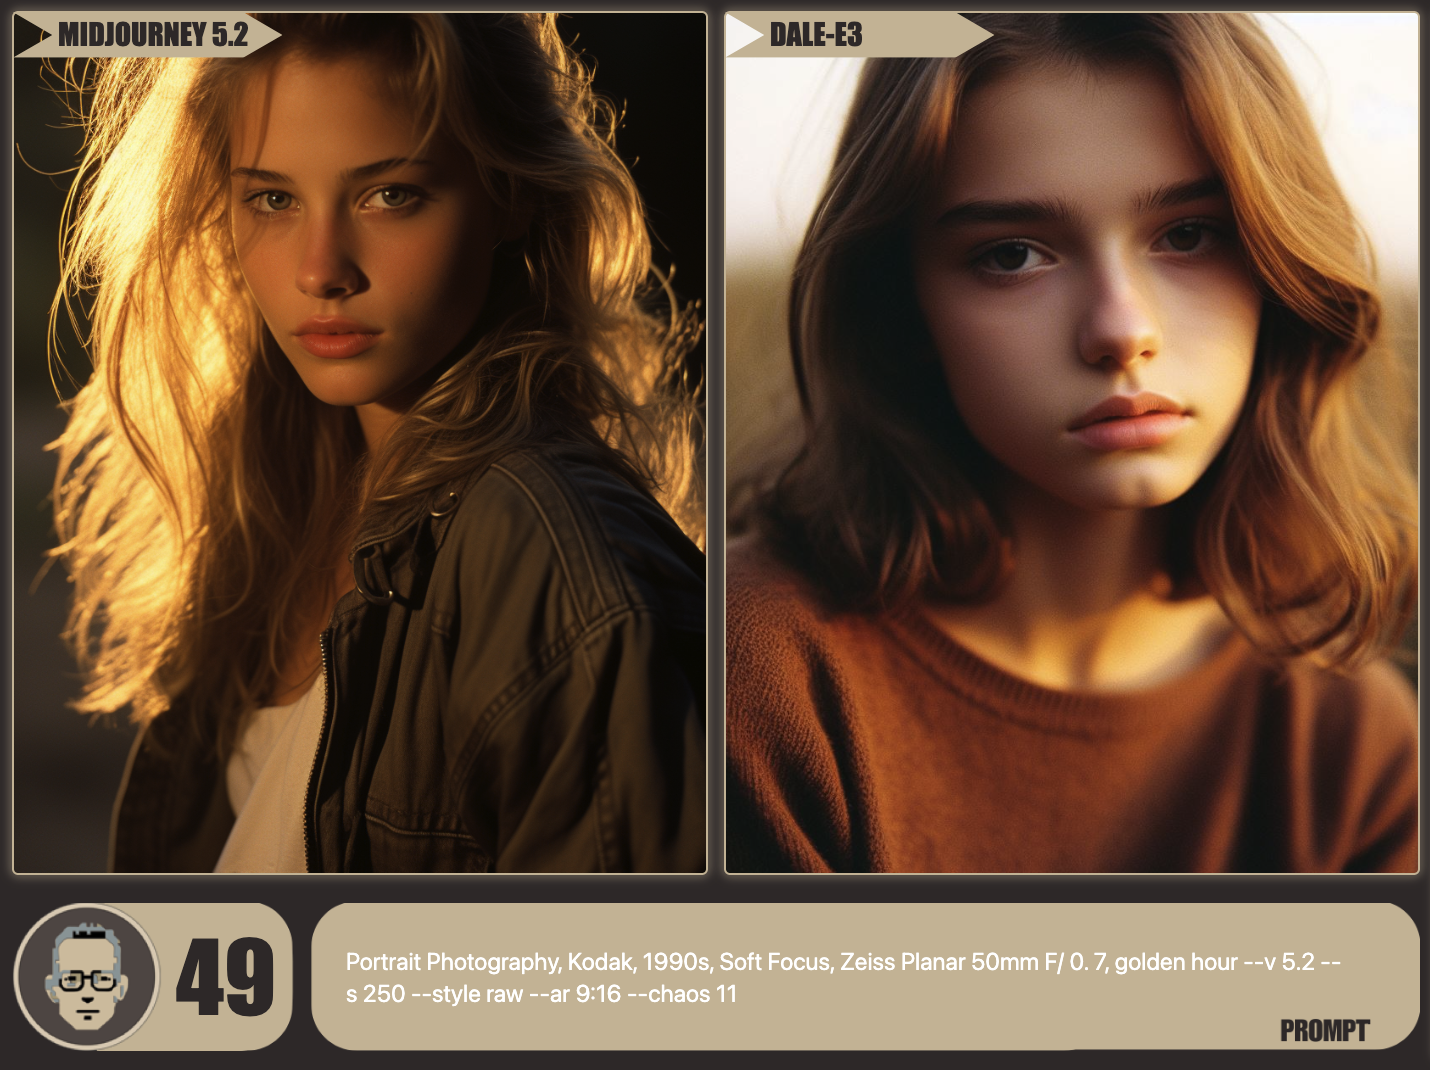 MIDJOURNEY 5.2
DALE-E3
49
Portrait Photography, Kodak, 1990s, Soft Focus, Zeiss Planar 50mm F/ 0. 7, golden hour --v 5.2 --
s 250 --style raw --ar 9:16 --chaos 11
PROMPT